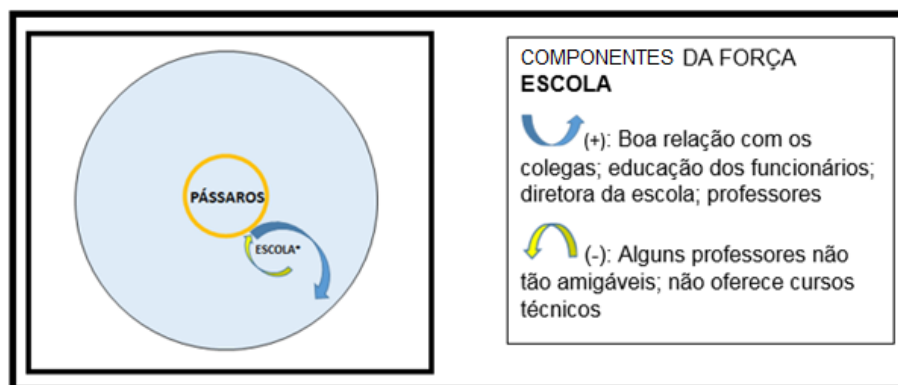 PÁSSAROS
ESCOLA*
COMPONENTES DA FORÇA
ESCOLA
(+): Boa relação com os
colegas; educação dos funcionários;
diretora da escola; professores
(-): Alguns professores não
tão amigáveis; não oferece cursos
técnicos